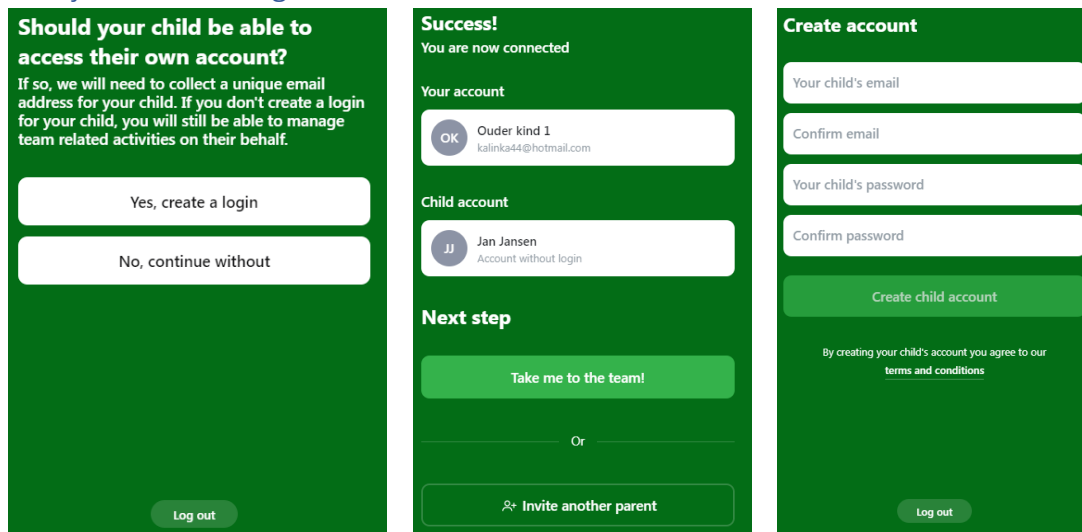 Should your child be able to
access their own account?
If so, we will need to collect a unique email
address for your child. If you don't create a login
for your child, you will still be able to manage
team related activities on their behalf.
Yes, create a login
No, continue without
Log out
Success!
You are now connected
Your account
OK
Ouder kind 1
kalinka44@hotmail.com
Child account
JJ
Jan Jansen
Account without login
Next step
Take me to the team!
Or
Invite another parent
Create account
Your child's email
Confirm email
Your child's password
Confirm password
Create child account
By creating your child's account you agree to our
terms and conditions
Log out